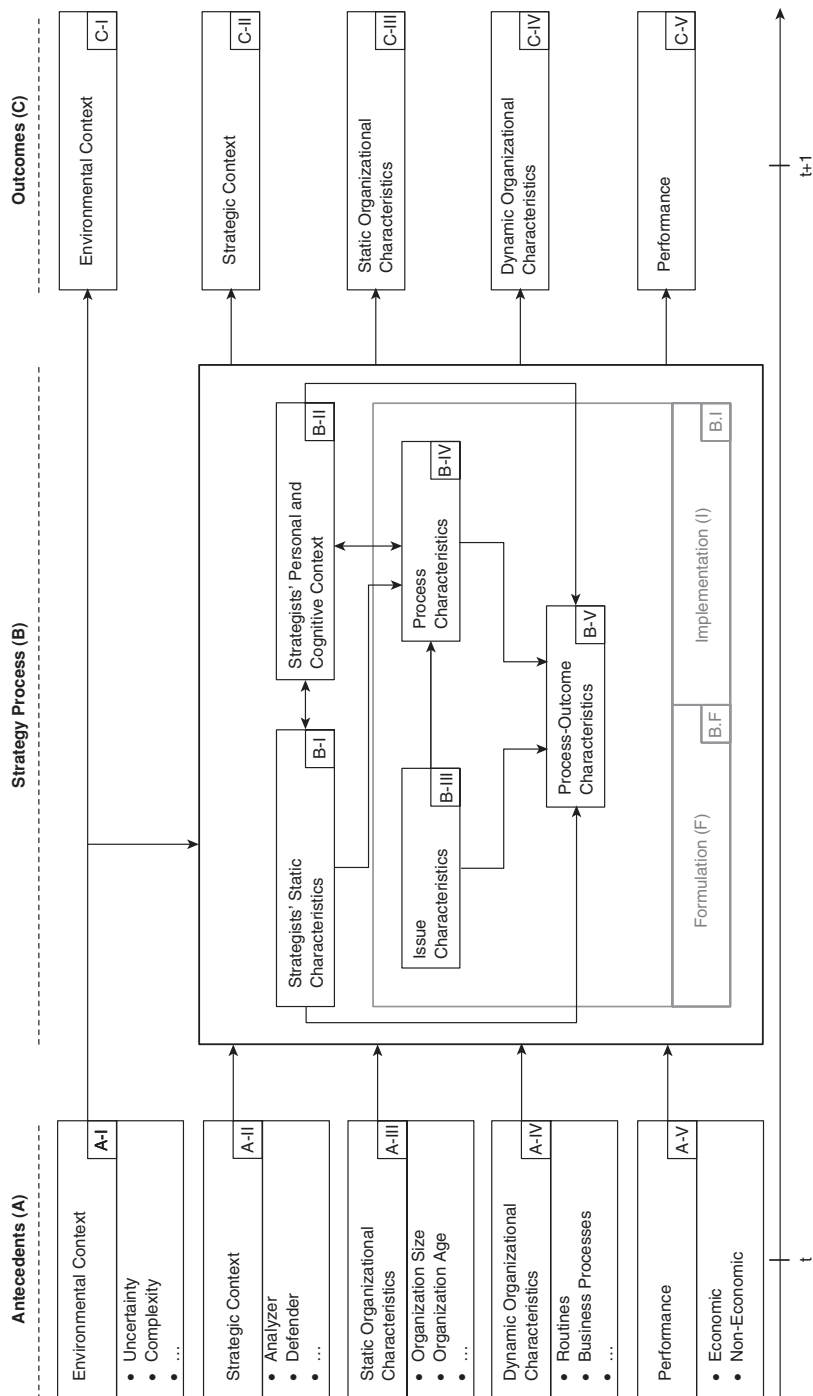 Antecedents (A)
Strategy Process (B)
Outcomes (C)
Environmental Context
A-I
• Uncertainty
• Complexity
• …
Strategic Context
A-II
• Analyzer
• Defender
• …
Static Organizational
Characteristics
A-III
• Organization Size
• Organization Age
• …
Dynamic Organizational
Characteristics
A-IV
• Routines
• Business Processes
• …
Performance
A-V
• Economic
• Non-Economic
Strategists' Static
Characteristics
B-I
Strategists' Personal and
Cognitive Context
B-II
Issue
Characteristics
B-III
Process
Characteristics
B-IV
Process-Outcome
Characteristics
B-V
Formulation (F)
B.F
Implementation (I)
B.I
Environmental Context
C-I
Strategic Context
C-II
Static Organizational
Characteristics
C-III
Dynamic Organizational
Characteristics
C-IV
Performance
C-V
t
t+1